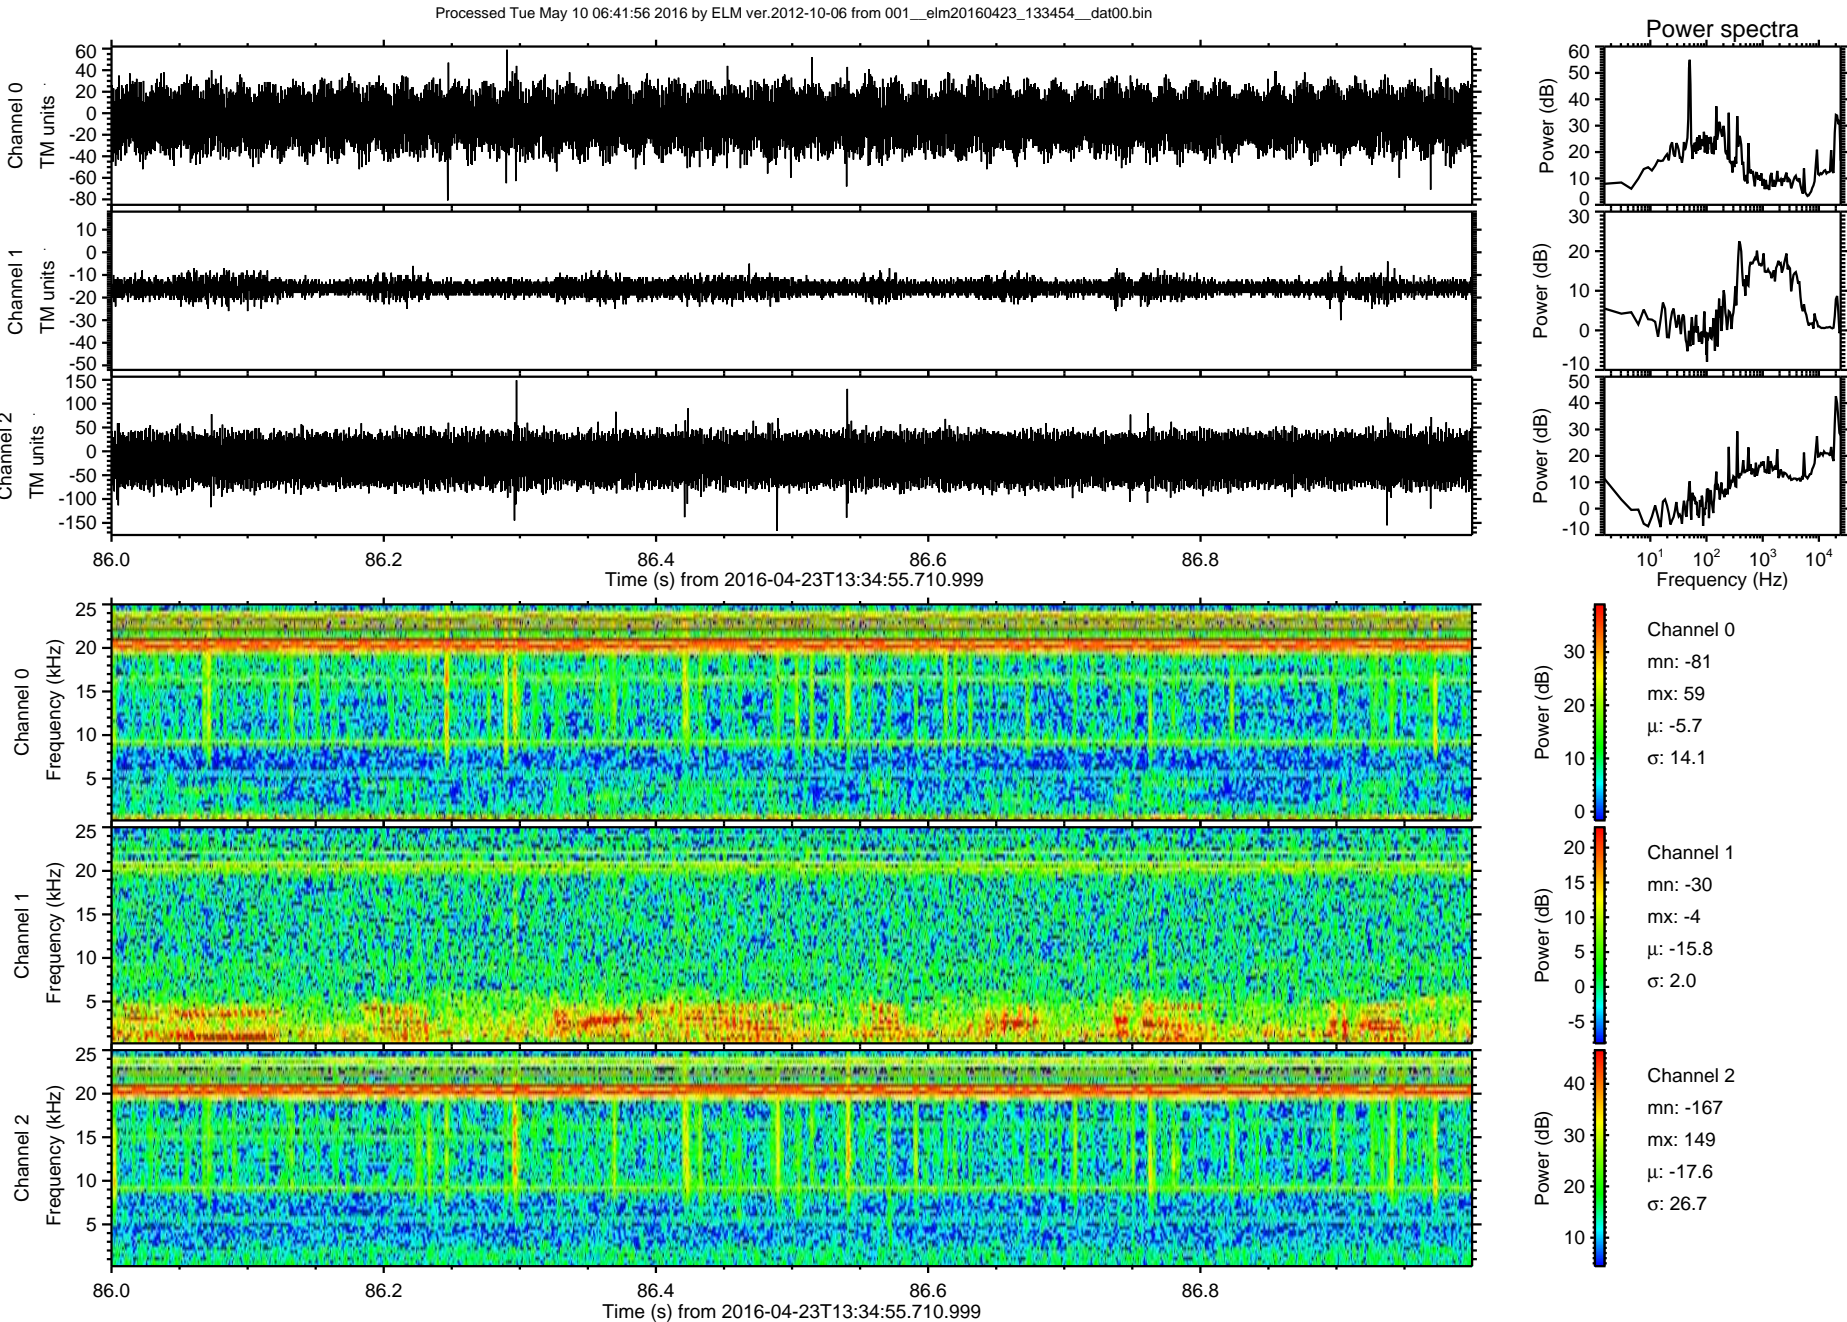 Processed Tue May 10 06:41:56 2016 by ELM ver.2012-10-06 from 001__elm20160423_133454__dat00.bin
Power spectra
Channel 0
TM units
60
40
20
0
-20
-40
-60
-80
Power (dB)
60
50
40
30
20
10
0
Channel 1
TM units
10
0
-10
-20
-30
-40
-50
Power (dB)
30
20
10
0
-10
Channel 2
TM units
150
100
50
0
-50
-100
-150
Power (dB)
50
40
30
20
10
0
-10
86.0 86.2 86.4 86.6 86.8
Time (s) from 2016-04-23T13:34:55.710.999
10^1 10^2 10^3 10^4
Frequency (Hz)
Channel 0
Frequency (kHz)
25
20
15
10
5
Power (dB)
30
20
10
0
Channel 0
mn: -81
mx: 59
μ: -5.7
σ: 14.1
Channel 1
Frequency (kHz)
25
20
15
10
5
Power (dB)
20
15
10
5
0
-5
Channel 1
mn: -30
mx: -4
μ: -15.8
σ: 2.0
Channel 2
Frequency (kHz)
25
20
15
10
5
Power (dB)
40
30
20
10
Channel 2
mn: -167
mx: 149
μ: -17.6
σ: 26.7
86.0 86.2 86.4 86.6 86.8
Time (s) from 2016-04-23T13:34:55.710.999